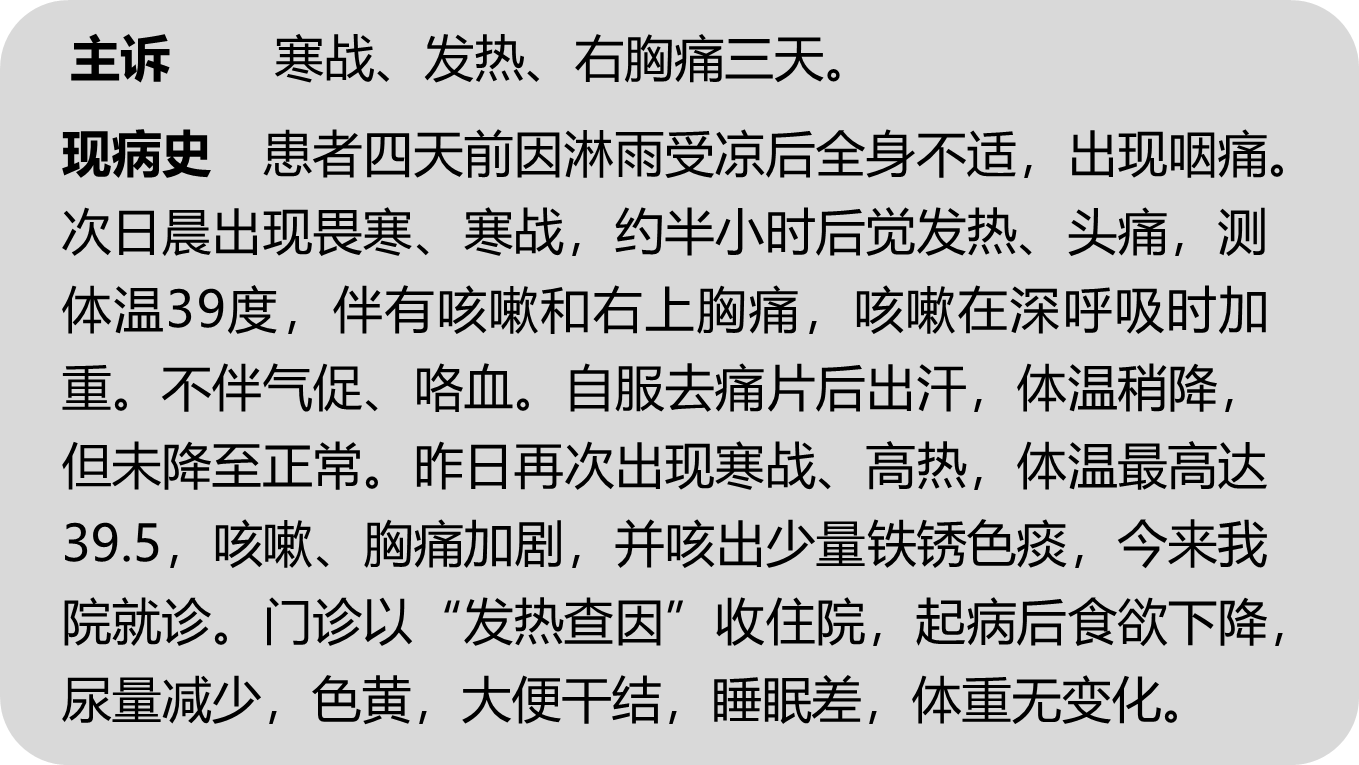 主诉 寒战、发热、右胸痛三天。
现病史 患者四天前因淋雨受凉后全身不适，出现咽痛。
次日晨出现畏寒、寒战，约半小时后觉发热、头痛，测
体温39度，伴有咳嗽和右上胸痛，咳嗽在深呼吸时加
重。不伴气促、咯血。自服去痛片后出汗，体温稍降，
但未降至正常。昨日再次出现寒战、高热，体温最高达
39.5，咳嗽、胸痛加剧，并咳出少量铁锈色痰，今来我
院就诊。门诊以“发热查因”收住院，起病后食欲下降，
尿量减少，色黄，大便干结，睡眠差，体重无变化。